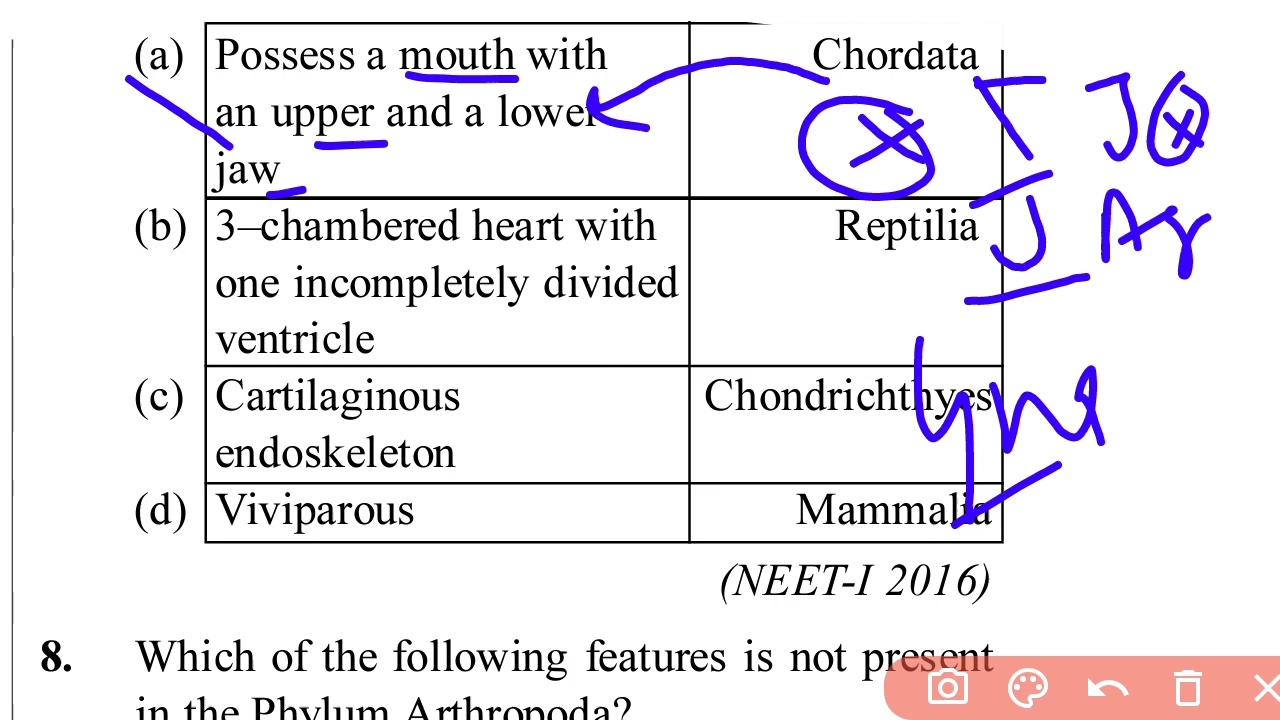 (a) Possess a mouth with Chordata
an upper and a lower
jaw
(b) 3–chambered heart with Reptilia
one incompletely divided
ventricle
(c) Cartilaginous Chondrichthyes
endoskeleton
(d) Viviparous Mammalia
(NEET-I 2016)
8. Which of the following features is not present
in the Phylum Arthropoda?